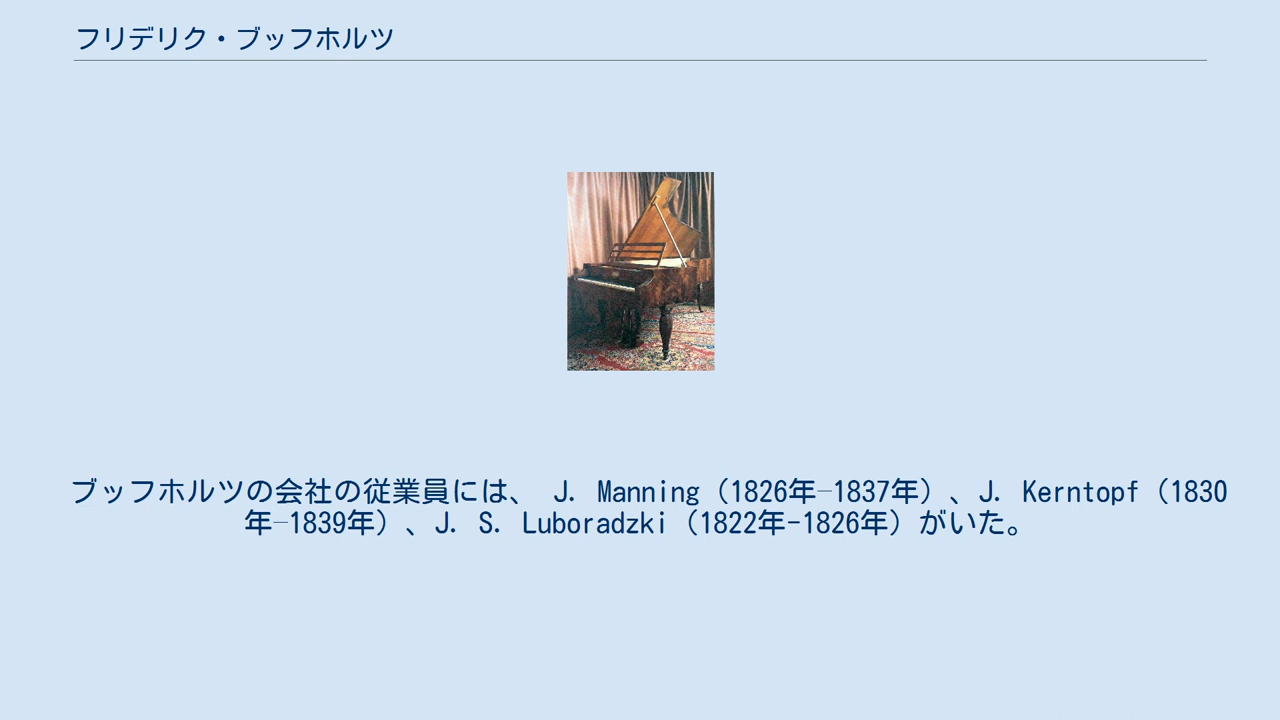 フリデリク・ブッフホルツ
ブッフホルツの会社の従業員には、 J. Manning（1826年–1837年）、J. Kerntopf（1830
年–1839年）、J. S. Luboradzki（1822年-1826年）がいた。